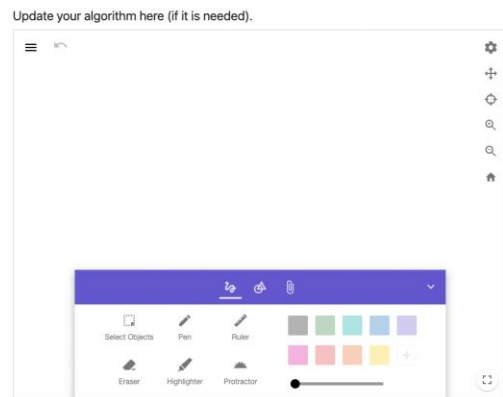 Update your algorithm here (if it is needed).
Select Objects Pen Ruler
Eraser Highlighter Protractor